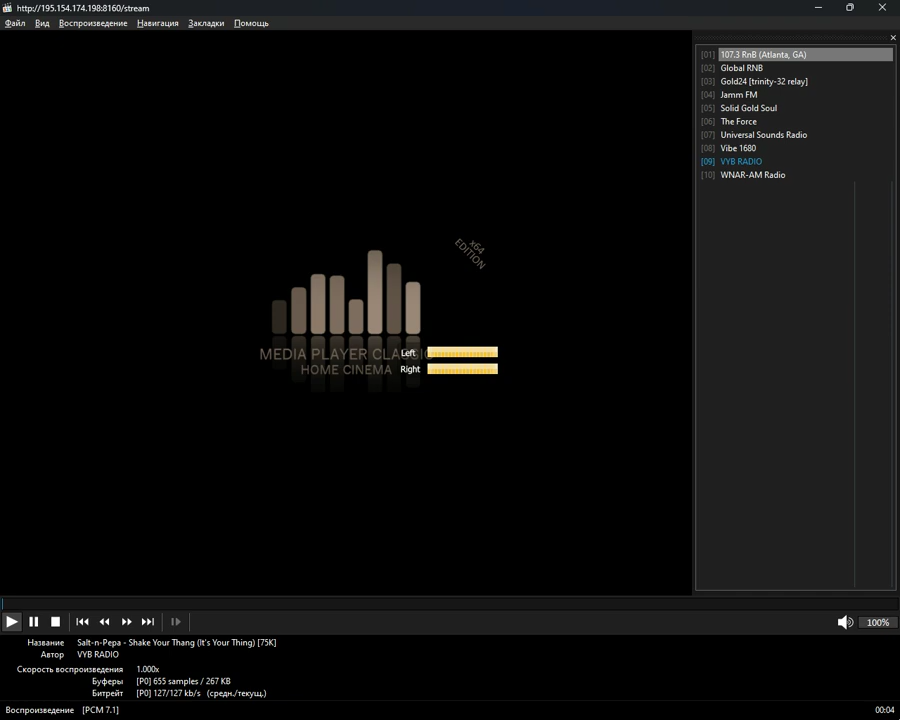 http://195.154.174.198:8160/stream
Файл Вид Воспроизведение Навигация Закладки Помощь
[01] 107.3 RnB (Atlanta, GA)
[02] Global RNB
[03] Gold24 [trinity-32 relay]
[04] Jamm FM
[05] Solid Gold Soul
[06] The Force
[07] Universal Sounds Radio
[08] Vibe 1680
[09] VYB RADIO
[10] WNAR-AM Radio
x64
EDITION
MEDIA PLAYER CLASSIC
HOME CINEMA
Left
Right
100%
Название Salt-n-Pepa - Shake Your Thang (It's Your Thing) [75K]
Автор VYB RADIO
Скорость воспроизведения 1.000x
Буферы [P0] 655 samples / 267 KB
Битрейт [P0] 127/127 kb/s (средн./текущ.)
Воспроизведение [PCM 7.1] 00:04